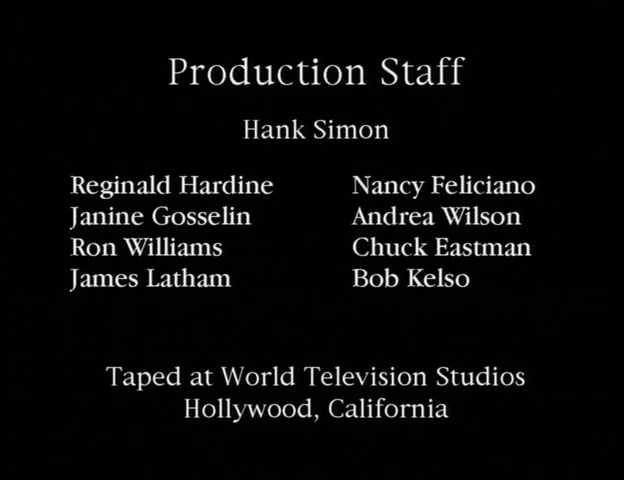 Production Staff
Hank Simon
Reginald Hardine
Janine Gosselin
Ron Williams
James Latham
Nancy Feliciano
Andrea Wilson
Chuck Eastman
Bob Kelso
Taped at World Television Studios
Hollywood, California